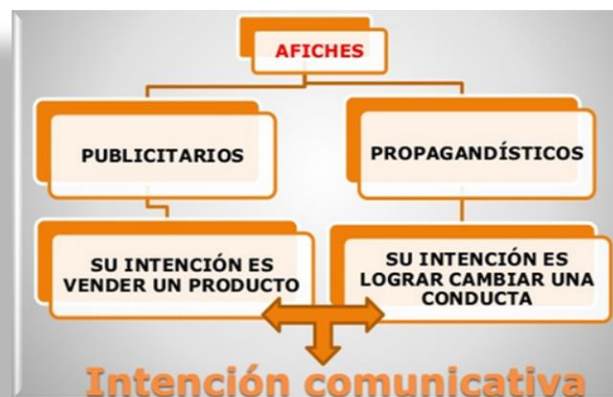 AFICHES
PUBLICITARIOS
PROPAGANDÍSTICOS
SU INTENCIÓN ES
VENDER UN PRODUCTO
SU INTENCIÓN ES
LOGRAR CAMBIAR UNA
CONDUCTA
Intención comunicativa